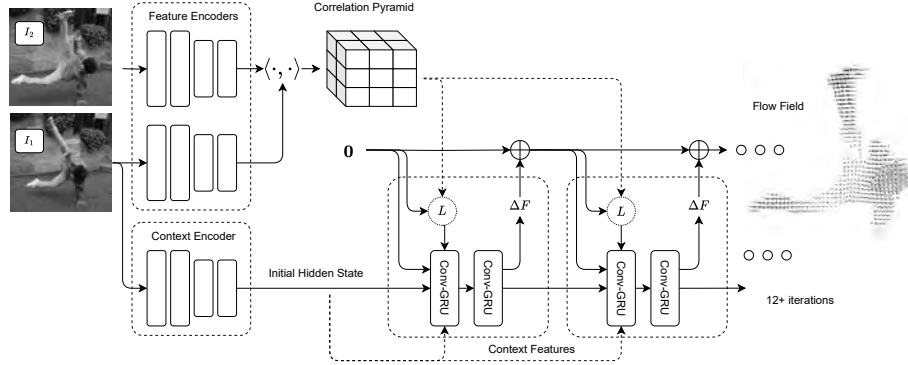 Feature Encoders
Correlation Pyramid
I₂
⟨·, ·⟩
Flow Field
I₁
0
L
ΔF
L
ΔF
Context Encoder
Initial Hidden State
Conv-GRU
Conv-GRU
Conv-GRU
Conv-GRU
12+ iterations
Context Features